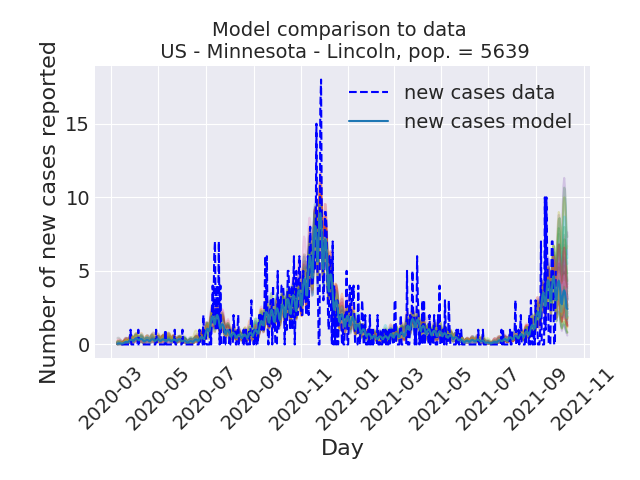 Model comparison to data
US - Minnesota - Lincoln, pop. = 5639
new cases data
new cases model
Number of new cases reported
15
10
5
0
2020-03
2020-05
2020-07
2020-09
2020-11
2021-01
2021-03
2021-05
2021-07
2021-09
2021-11
Day